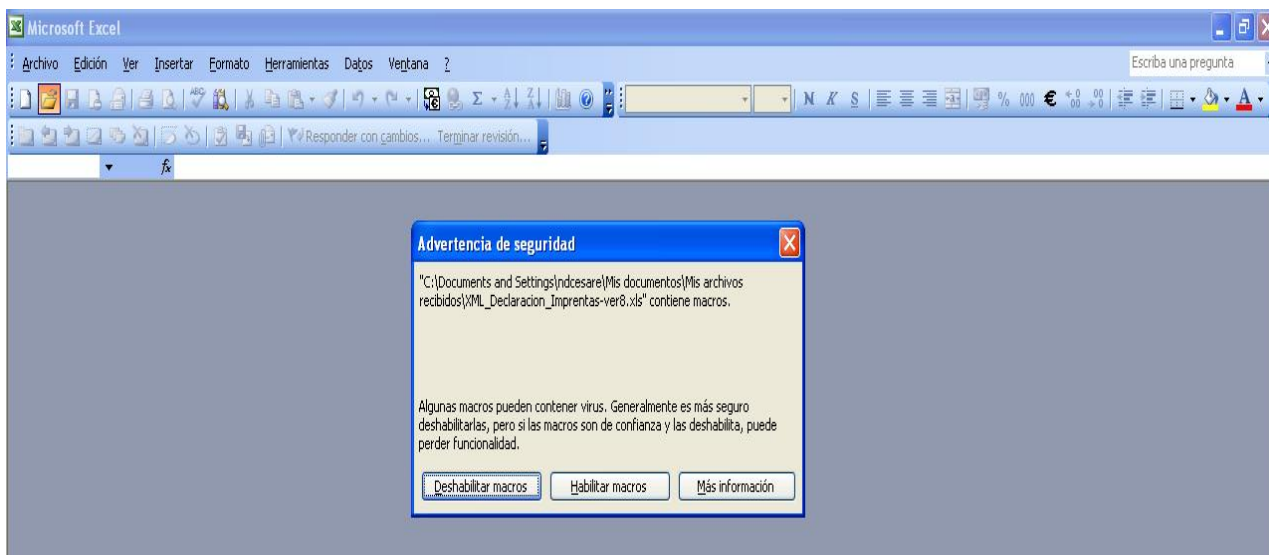 Microsoft Excel
Archivo Edición Ver Insertar Formato Herramientas Datos Ventana ?
Escriba una pregunta
N K S % 000 €
Responder con cambios... Terminar revisión...
fx
Advertencia de seguridad
"C:\Documents and Settings\ndcesare\Mis documentos\Mis archivos
recibidos\XML_Declaracion_Imprentas-ver8.xls" contiene macros.
Algunas macros pueden contener virus. Generalmente es más seguro
deshabilitarlas, pero si las macros son de confianza y las deshabilita, puede
perder funcionalidad.
Deshabilitar macros Habilitar macros Más información